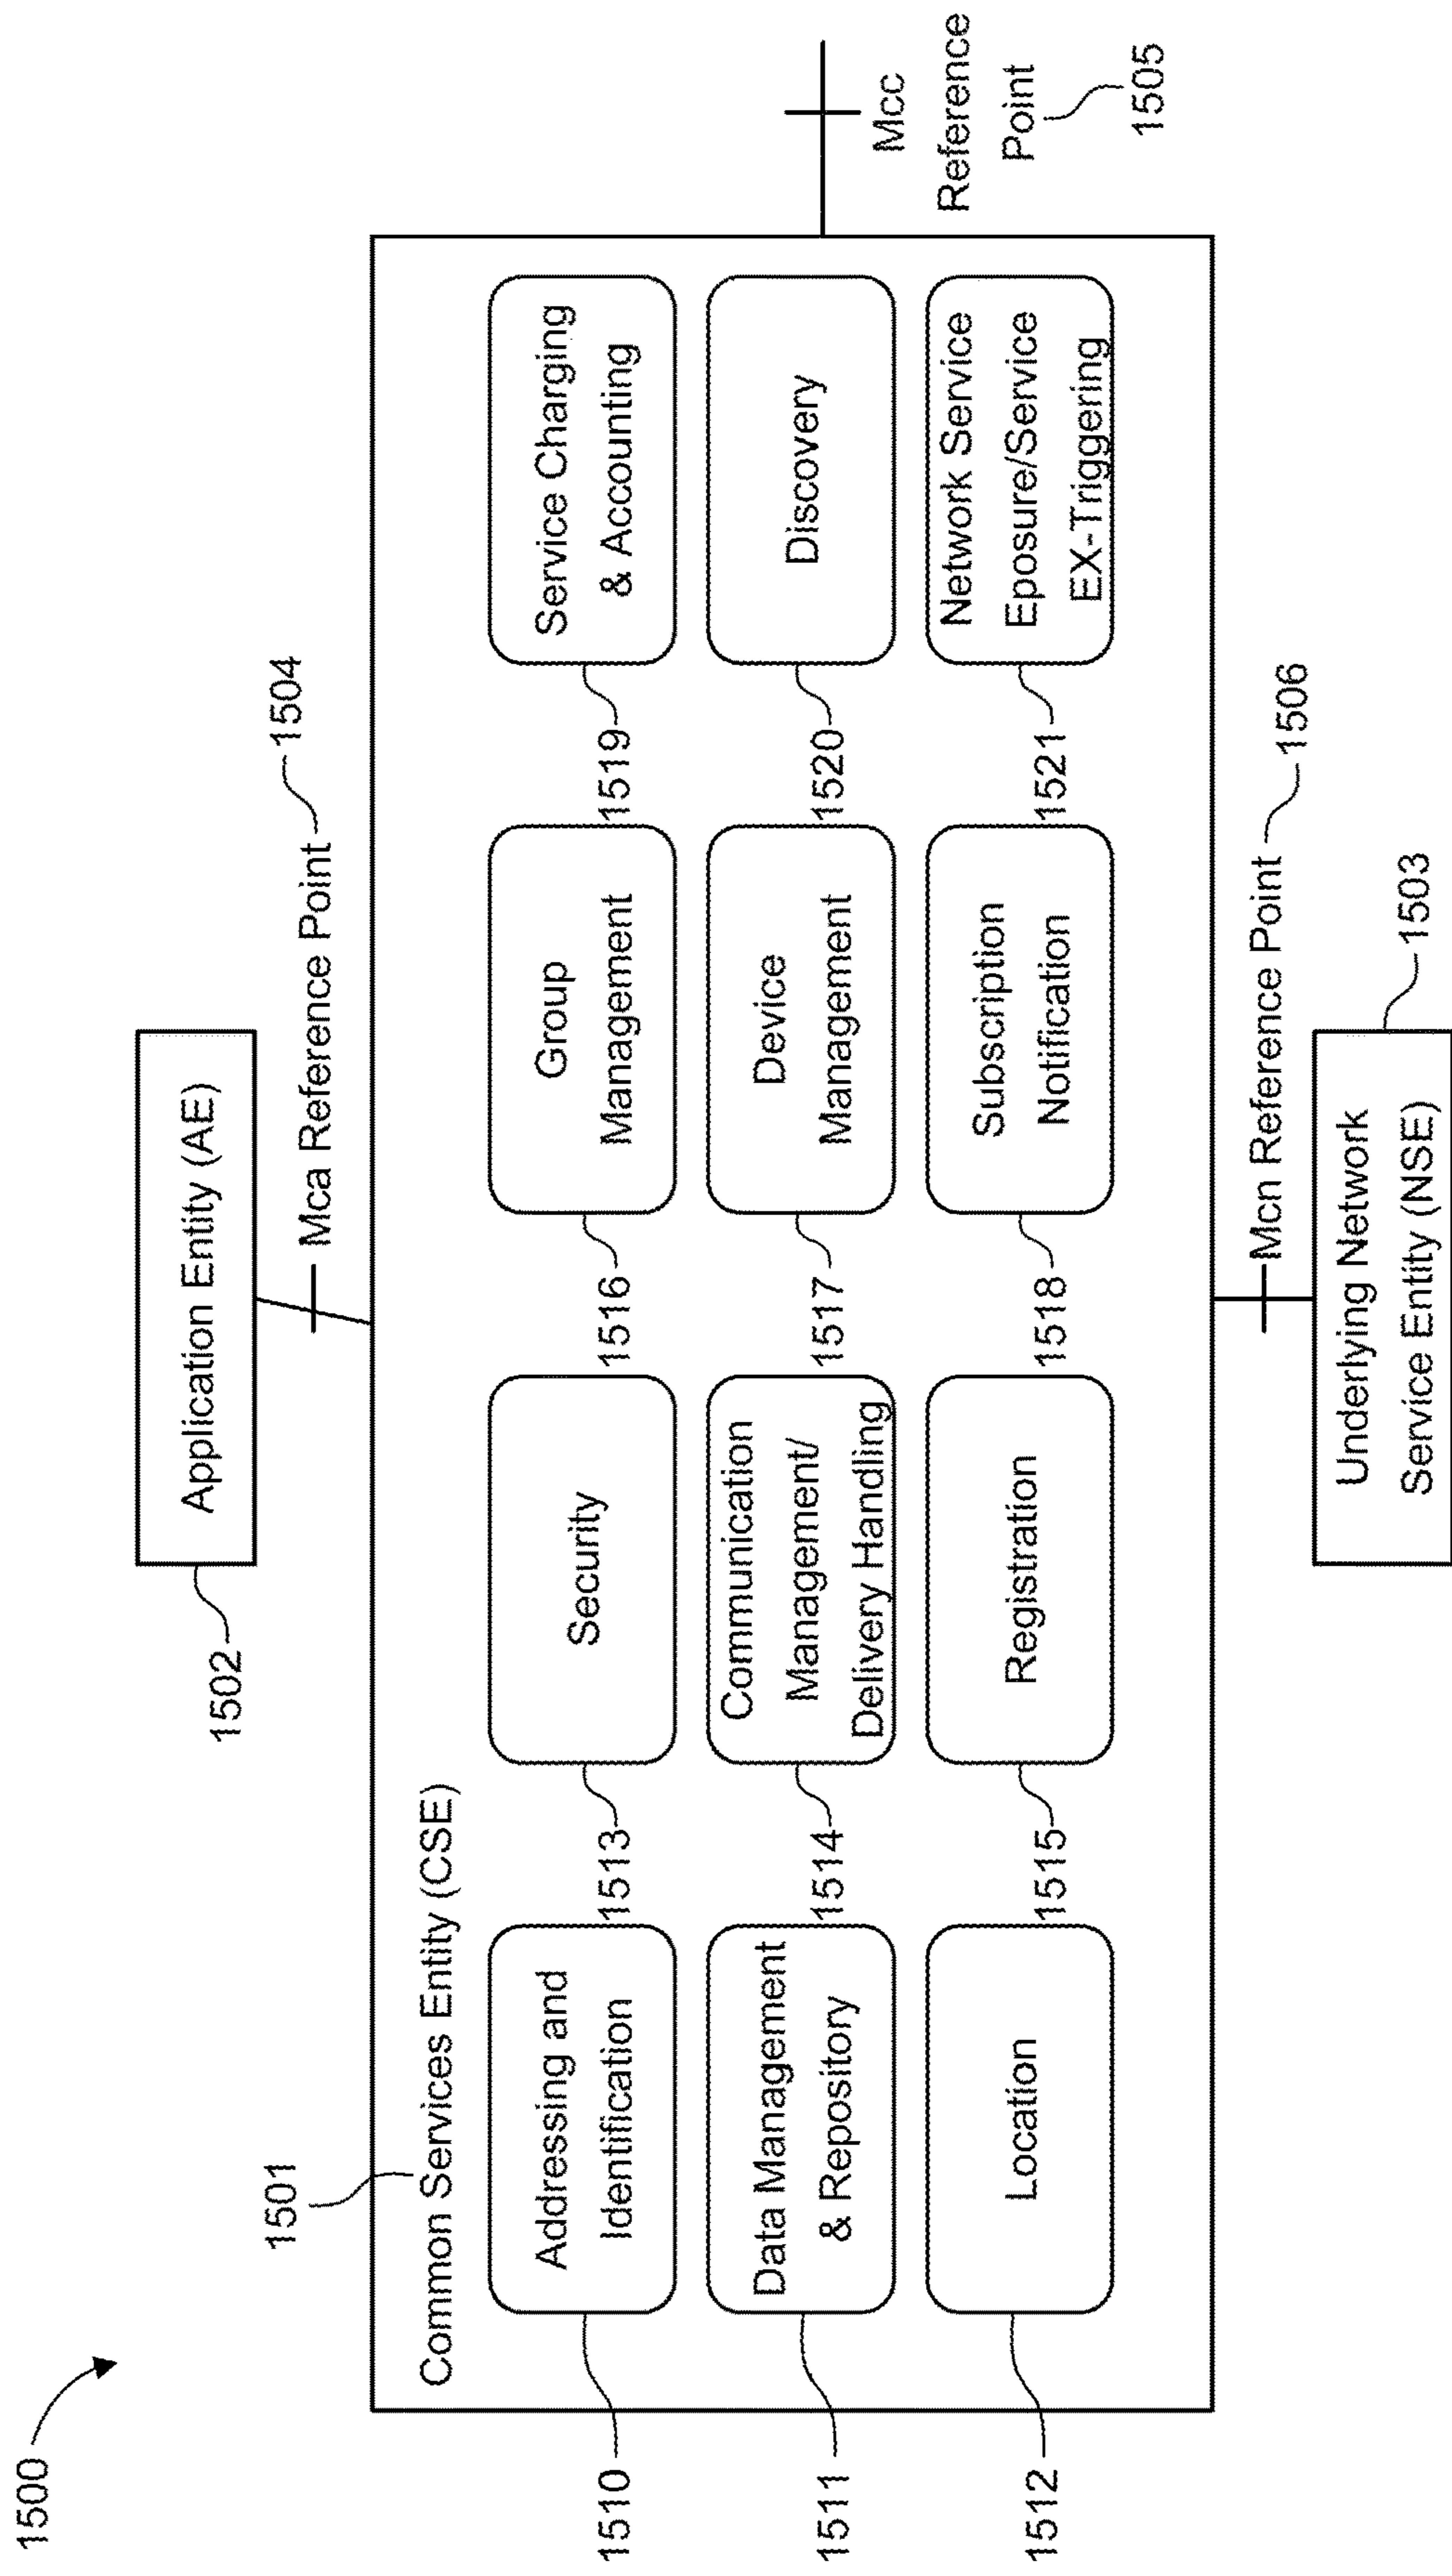 1500
1502
Application Entity (AE)
Mca Reference Point
1504
1501
Common Services Entity (CSE)
1510
Addressing and
Identification
1513
Security
1516
Group
Management
1519
Service Charging
& Accounting
1511
Data Management
& Repository
1514
Communication
Management/
Delivery Handling
1517
Device
Management
1520
Discovery
1512
Location
1515
Registration
1518
Subscription
Notification
1521
Network Service
Eposure/Service
EX-Triggering
Mcc
Reference
Point
1505
Mcn Reference Point
1506
Underlying Network
Service Entity (NSE)
1503